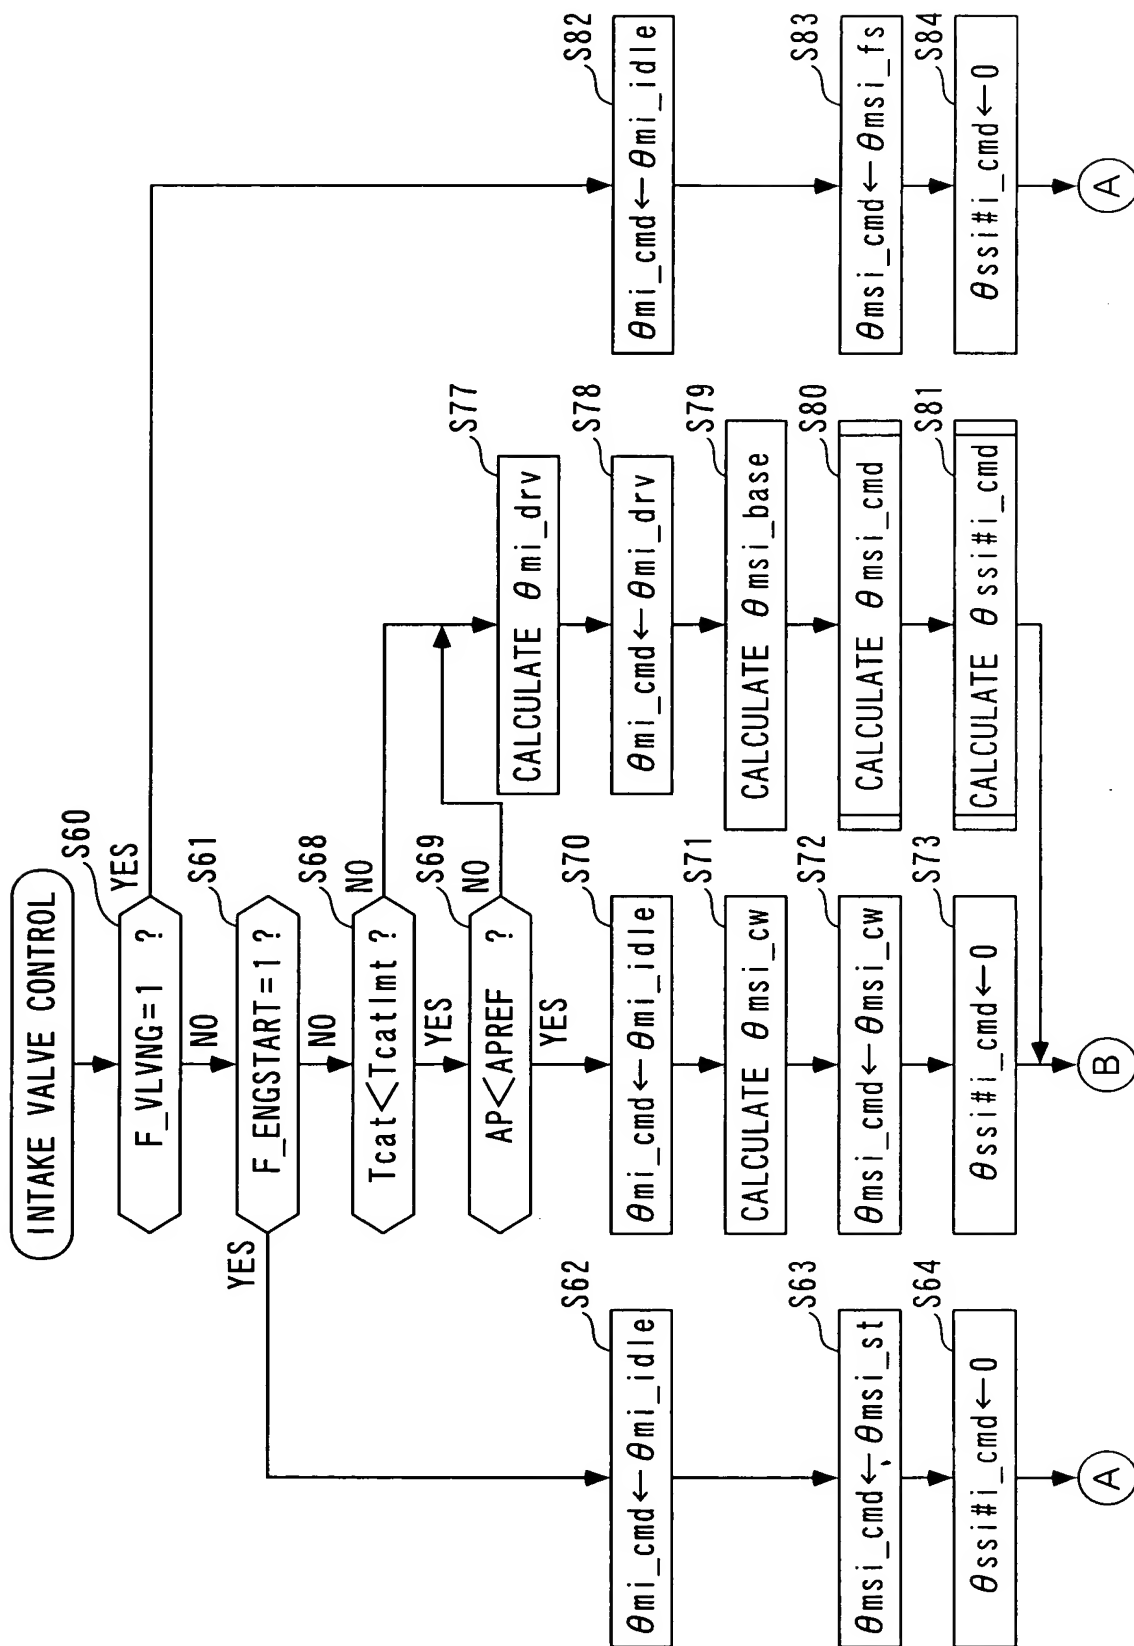 INTAKE VALVE CONTROL
S60
F_VLVNG=1 ?
YES
NO
S61
F_ENGSTART=1 ?
YES
NO
S68
Tcat<Tcatlmt ?
NO
YES
S69
AP<APREF ?
NO
YES
S62
θmi_cmd←θmi_idle
S63
θmsi_cmd←θmsi_st
S64
θssi#i_cmd←0
A
S70
θmi_cmd←θmi_idle
S71
CALCULATE θmsi_cw
S72
θmsi_cmd←θmsi_cw
S73
θssi#i_cmd←0
B
S77
CALCULATE θmi_drv
S78
θmi_cmd←θmi_drv
S79
CALCULATE θmsi_base
S80
CALCULATE θmsi_cmd
S81
CALCULATE θssi#i_cmd
S82
θmi_cmd←θmi_idle
S83
θmsi_cmd←θmsi_fs
S84
θssi#i_cmd←0
A